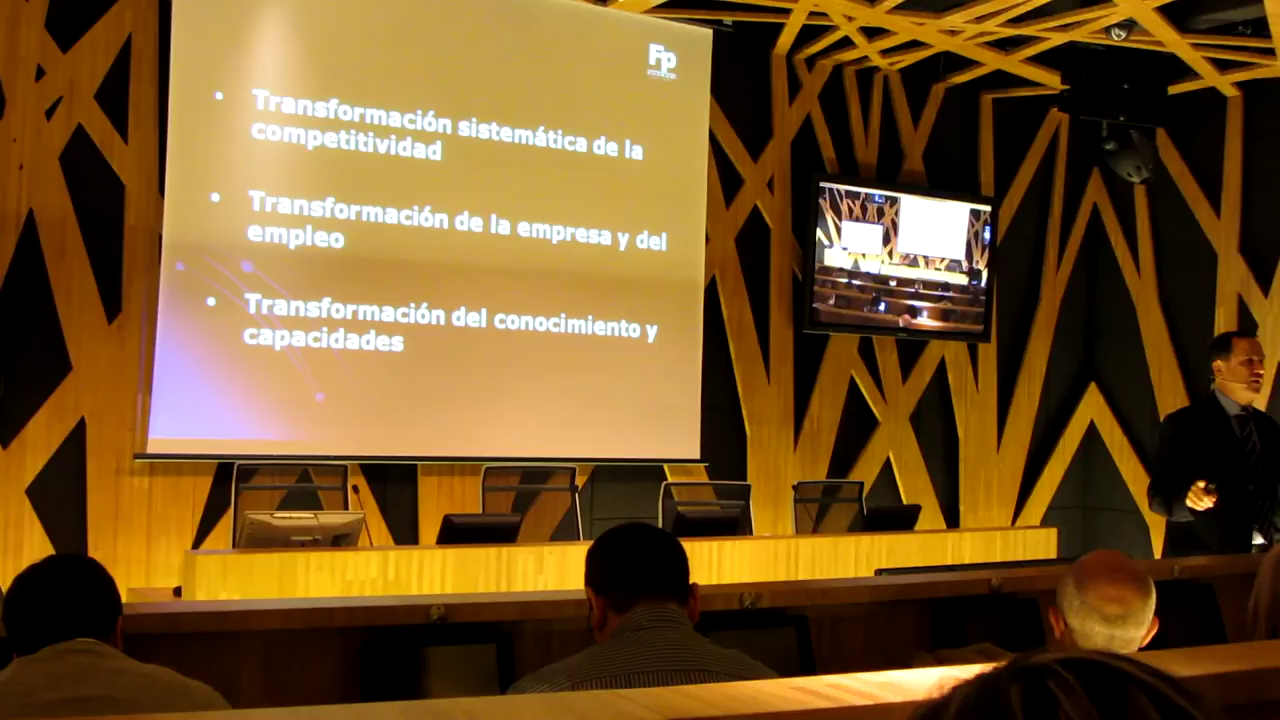 Fp
Transformación sistemática de la
competitividad
Transformación de la empresa y del
empleo
Transformación del conocimiento y
capacidades